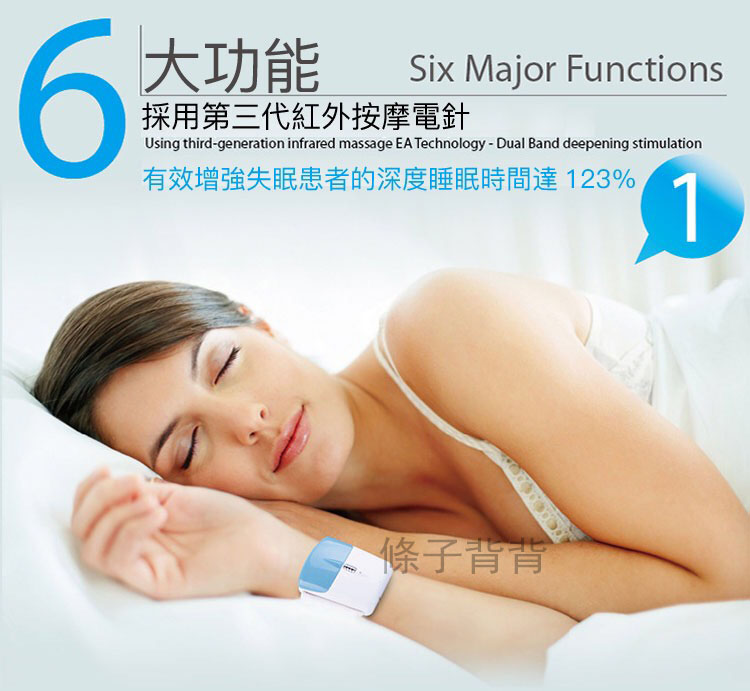 6
大功能
Six Major Functions
採用第三代紅外按摩電針
Using third-generation infrared massage EA Technology - Dual Band deepening stimulation
有效增強失眠患者的深度睡眠時間達 123%
1
條子背背